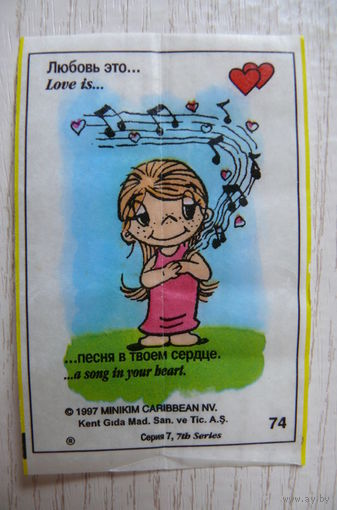 Любовь это...
Love is...
...песня в твоем сердце.
...a song in your heart.
© 1997 MINIKIM CARIBBEAN NV.
Kent Gıda Mad. San. ve Tic. A.Ş.
74
® Серия 7, 7th Series
www.ay.by